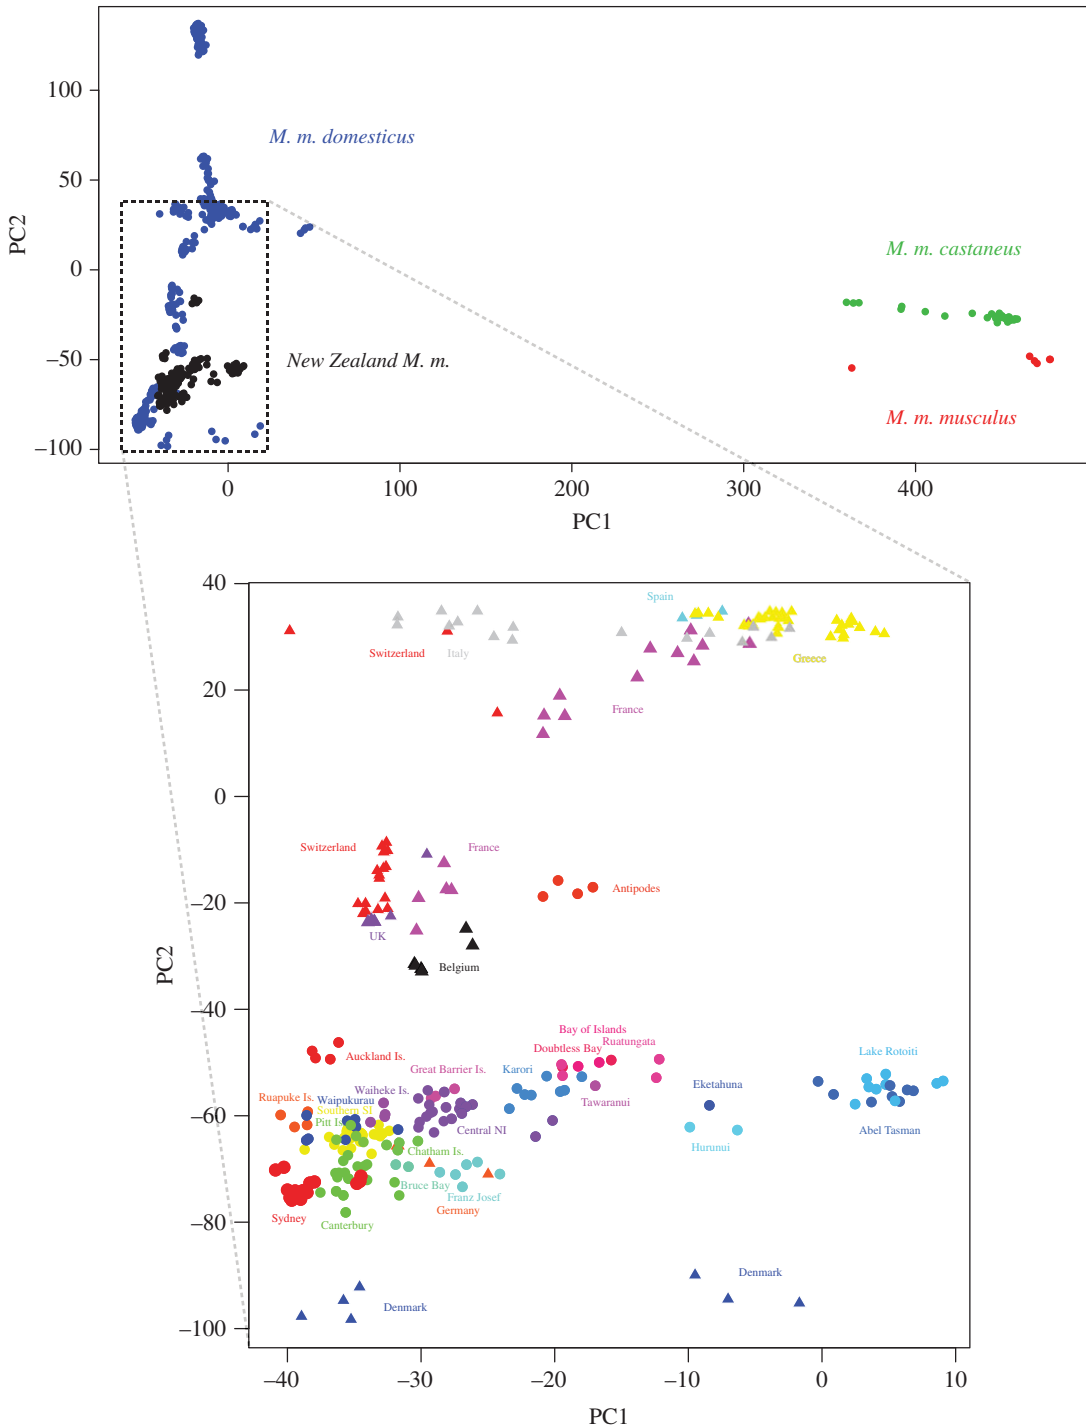 100
50
0
−50
−100
PC2
M. m. domesticus
M. m. castaneus
New Zealand M. m.
M. m. musculus
0
100
200
300
400
PC1
40
20
0
−20
−40
−60
−80
−100
PC2
Spain
Switzerland
Italy
Greece
France
Switzerland
France
Antipodes
UK
Belgium
Bay of Islands
Ruatungata
Doubtless Bay
Auckland Is.
Lake Rotoiti
Great Barrier Is.
Karori
Eketahuna
Waiheke Is.
Ruapuke Is.
Waipukurau
Tawaranui
Southern SI
Pitt Is.
Central NI
Abel Tasman
Hurunui
Chatham Is.
Bruce Bay
Franz Josef
Germany
Sydney
Canterbury
Denmark
Denmark
−40
−30
−20
−10
0
10
PC1